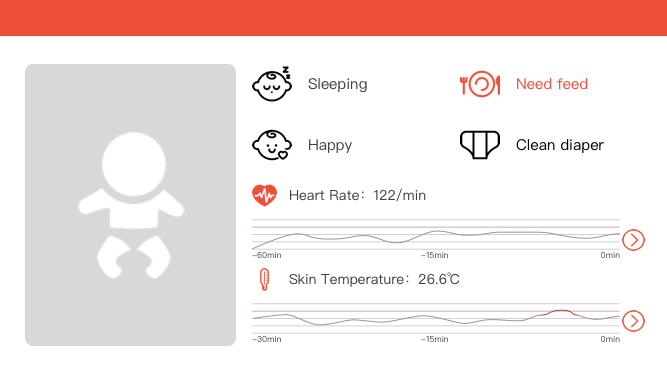 Sleeping
Need feed
Happy
Clean diaper
Heart Rate: 122/min
-60min
-15min
0min
Skin Temperature: 26.6℃
-30min
-15min
0min